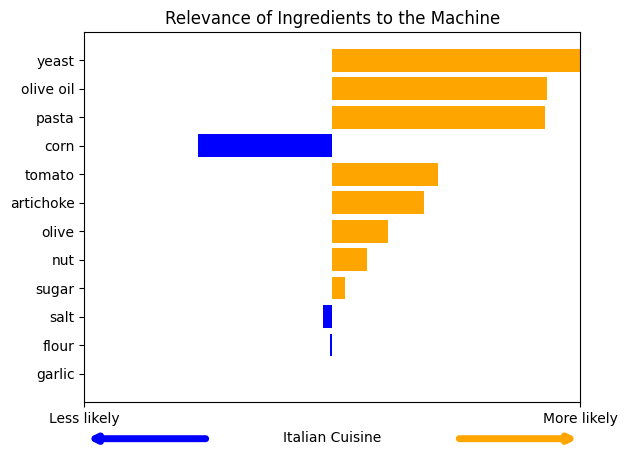 Relevance of Ingredients to the Machine
yeast
olive oil
pasta
corn
tomato
artichoke
olive
nut
sugar
salt
flour
garlic
Less likely
More likely
Italian Cuisine